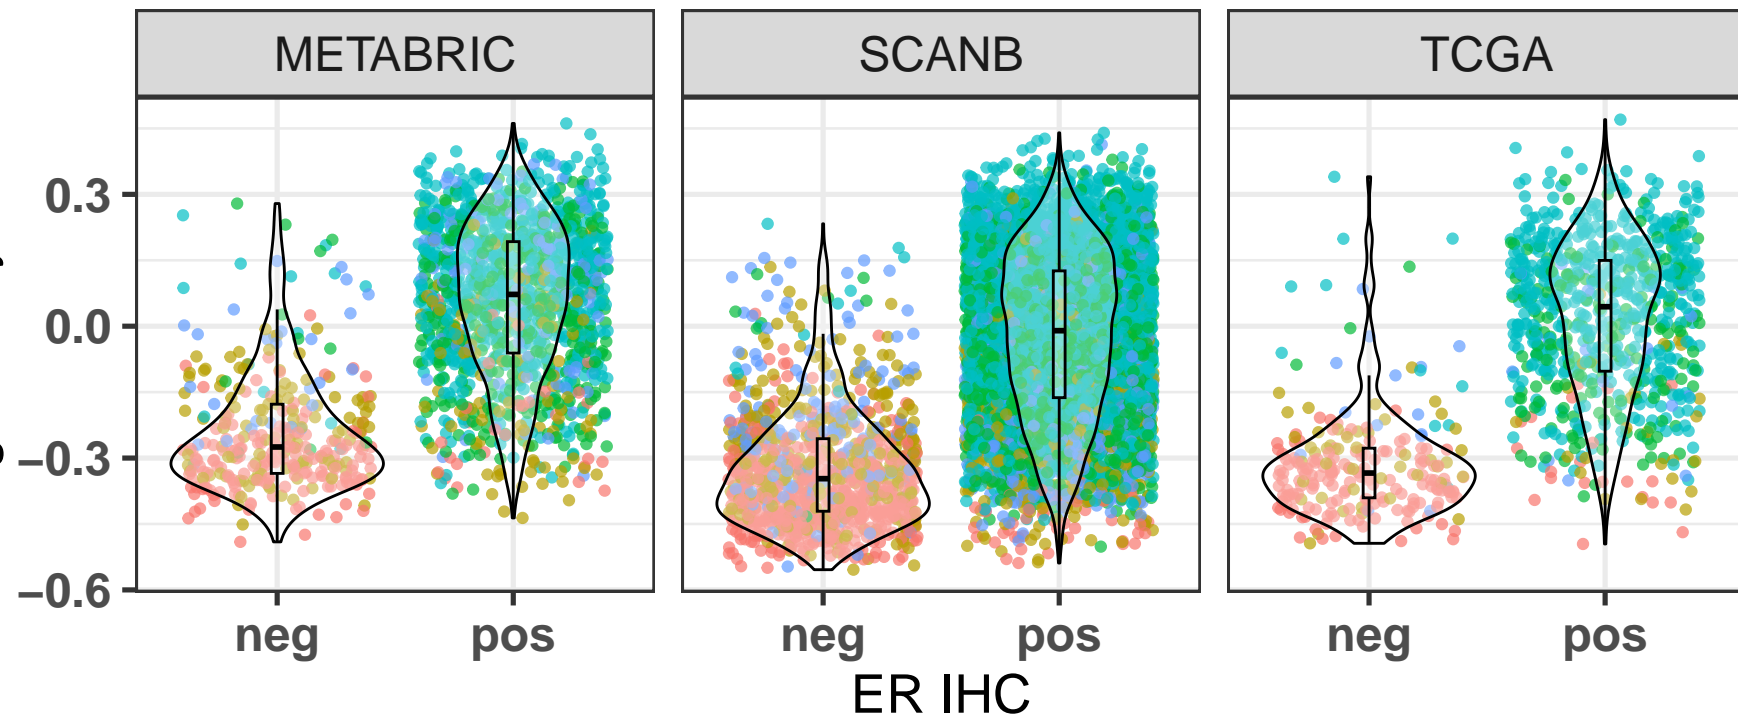 METABRIC SCANB TCGA
0.3
0.0
−0.3
−0.6
neg pos neg pos neg pos
ER IHC